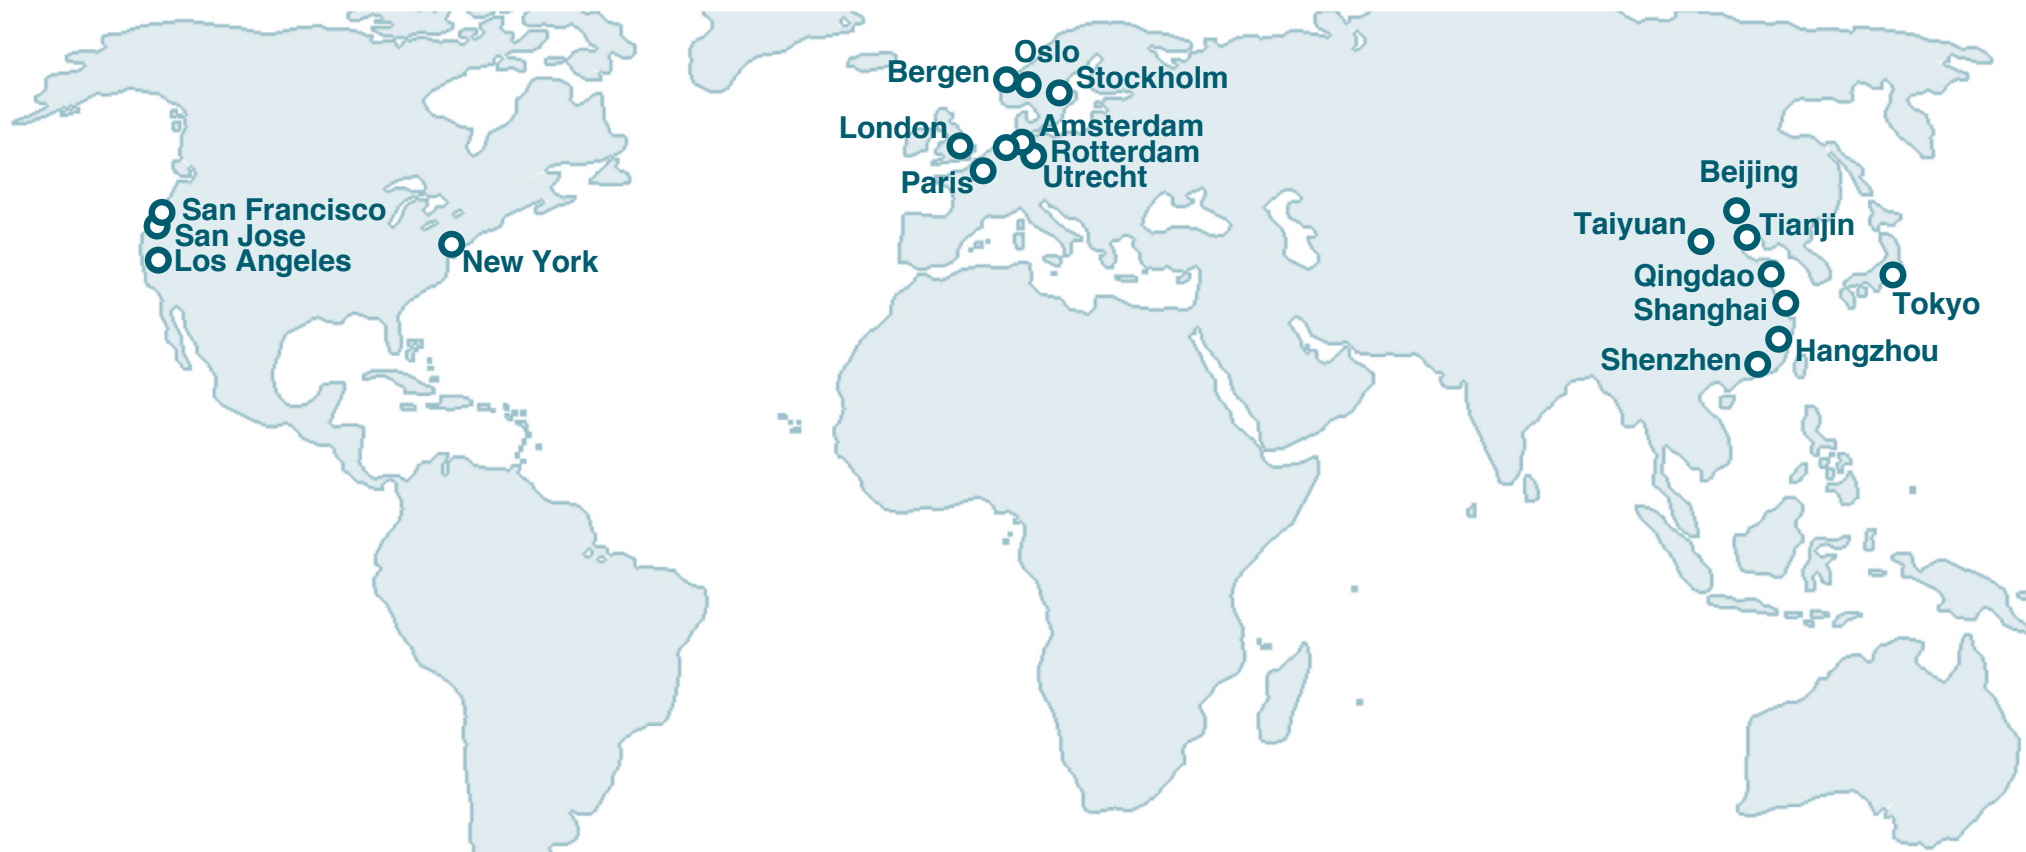 Oslo
Bergen
Stockholm
London
Amsterdam
Rotterdam
Utrecht
Paris
San Francisco
San Jose
Los Angeles
New York
Beijing
Taiyuan
Tianjin
Qingdao
Shanghai
Tokyo
Hangzhou
Shenzhen